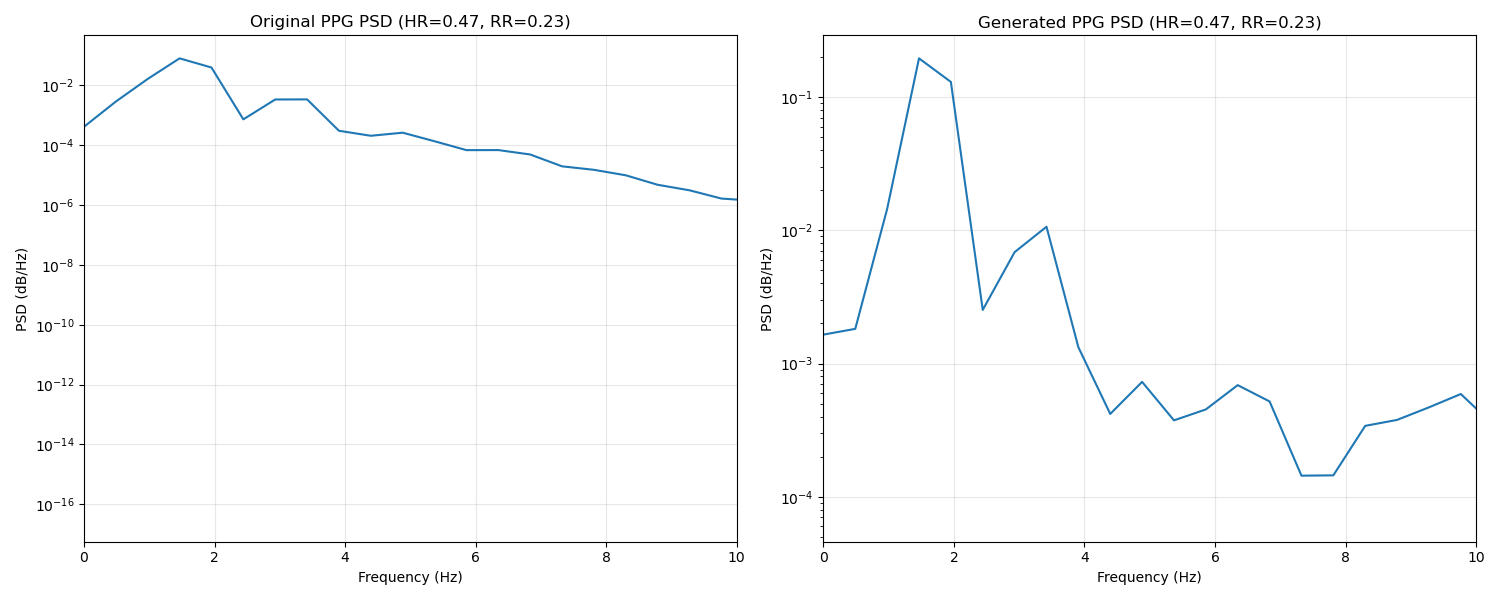 Original PPG PSD (HR=0.47, RR=0.23)
PSD (dB/Hz)
10⁻²
10⁻⁴
10⁻⁶
10⁻⁸
10⁻¹⁰
10⁻¹²
10⁻¹⁴
10⁻¹⁶
0 2 4 6 8 10
Frequency (Hz)
Generated PPG PSD (HR=0.47, RR=0.23)
PSD (dB/Hz)
10⁻¹
10⁻²
10⁻³
10⁻⁴
0 2 4 6 8 10
Frequency (Hz)